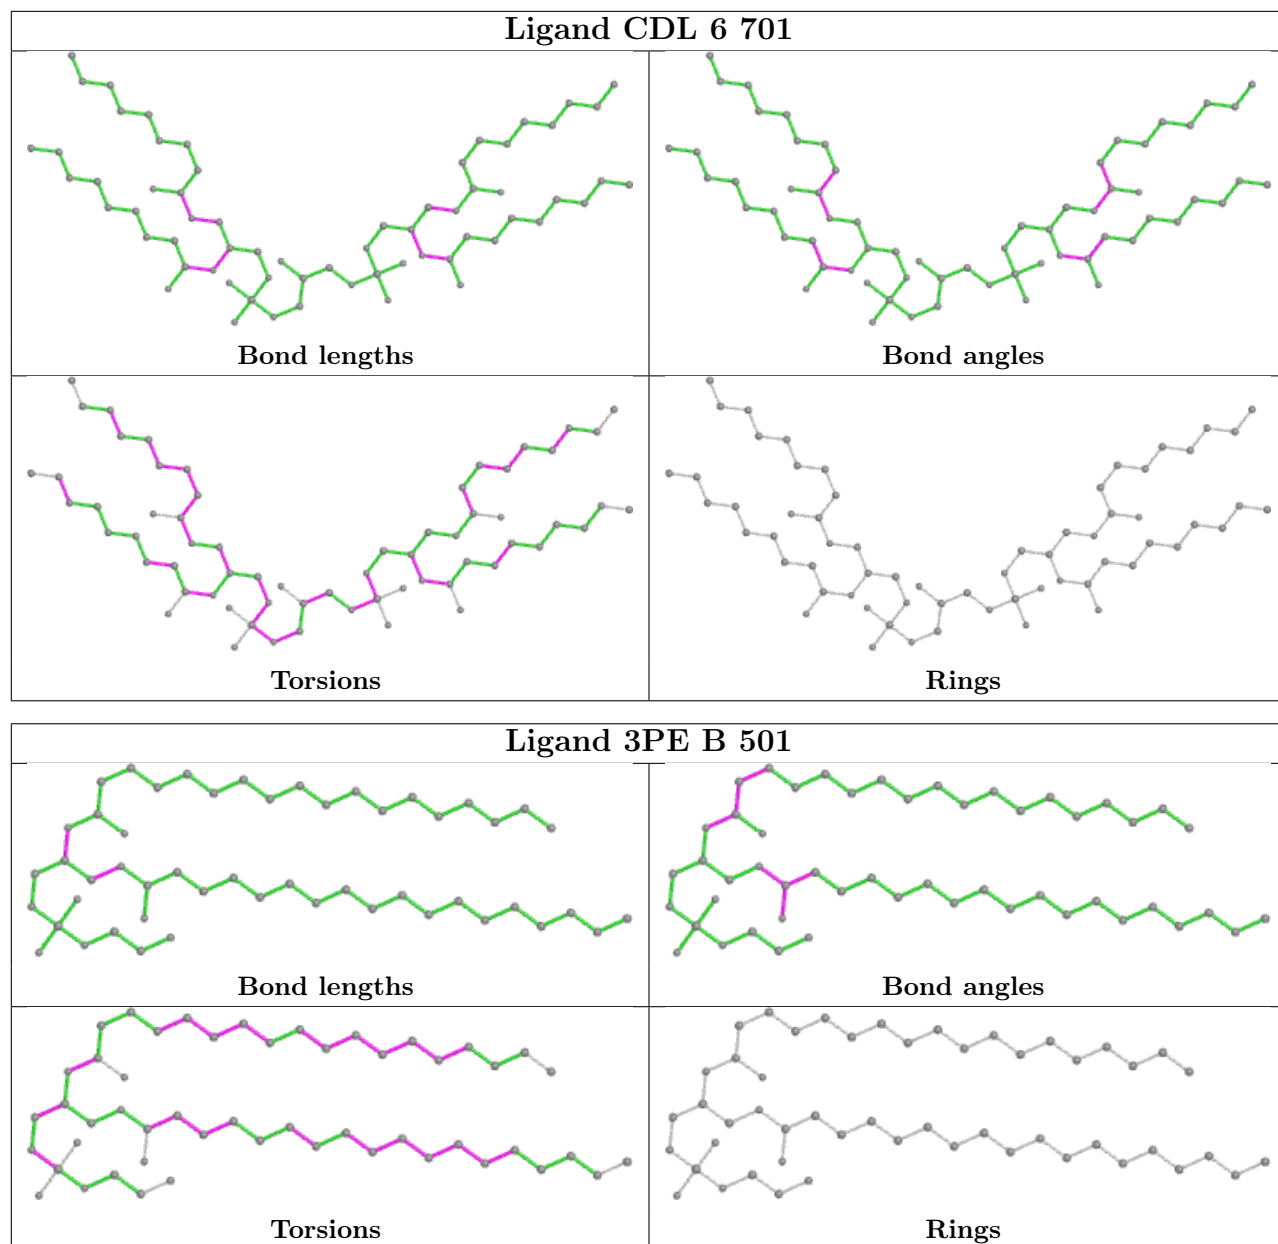 Ligand CDL 6 701
Bond lengths
Bond angles
Torsions
Rings
Ligand 3PE B 501
Bond lengths
Bond angles
Torsions
Rings